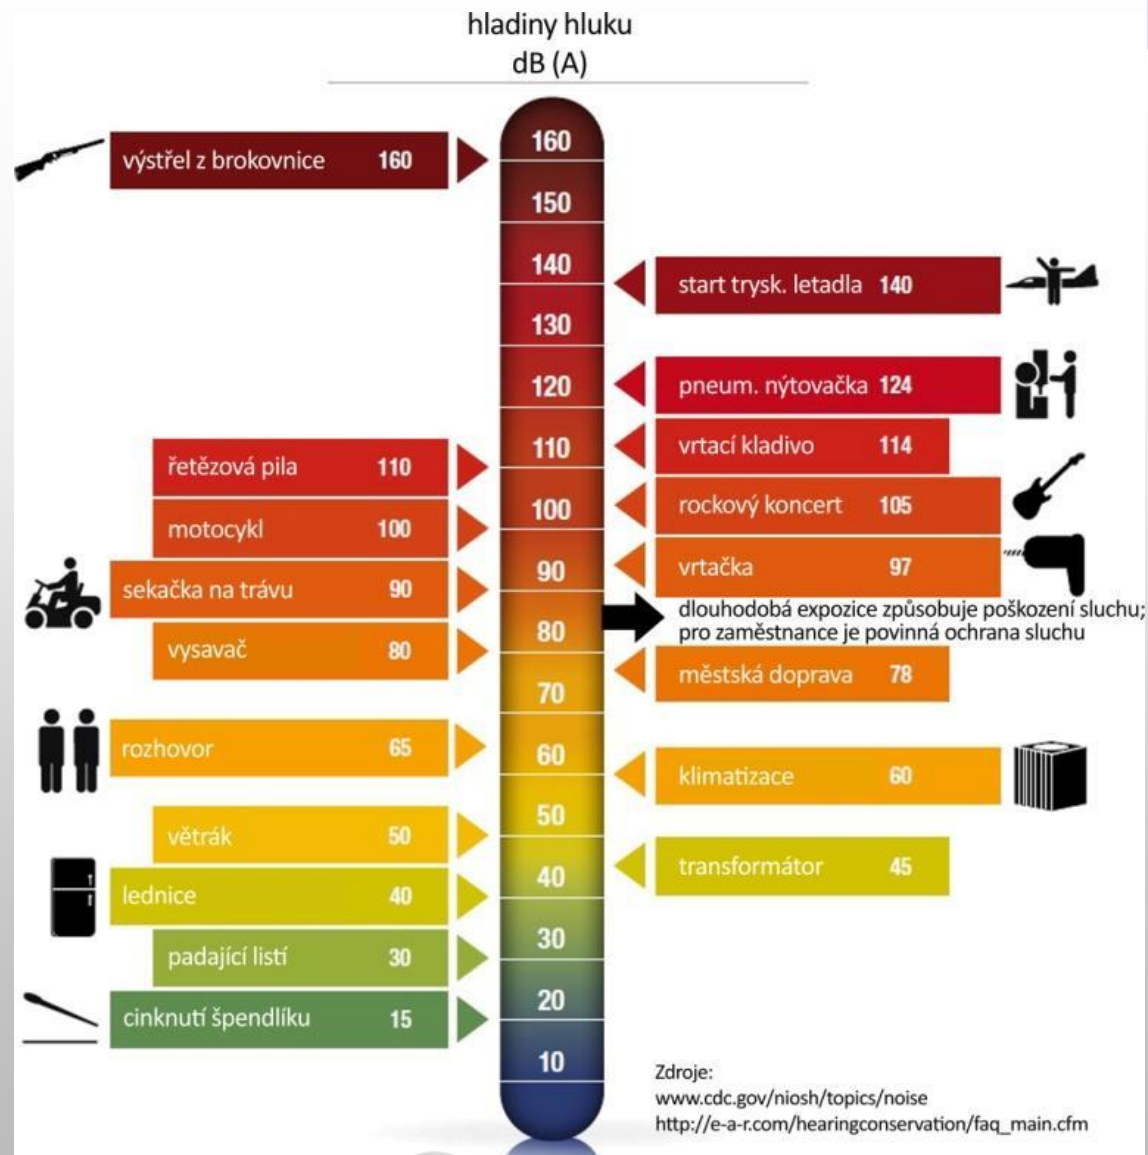 hladiny hluku
dB (A)
výstřel z brokovnice 160
řetězová pila 110
motocykl 100
sekačka na trávu 90
vysavač 80
rozhovor 65
větrák 50
lednice 40
padající listí 30
cinknutí špendlíku 15
160
150
140
130
120
110
100
90
80
70
60
50
40
30
20
10
start trysk. letadla 140
pneum. nýtovačka 124
vrtací kladivo 114
rockový koncert 105
vrtačka 97
dlouhodobá expozice způsobuje poškození sluchu;
pro zaměstnance je povinná ochrana sluchu
městská doprava 78
klimatizace 60
transformátor 45
Zdroje:
www.cdc.gov/niosh/topics/noise
http://e-a-r.com/hearingconservation/faq_main.cfm